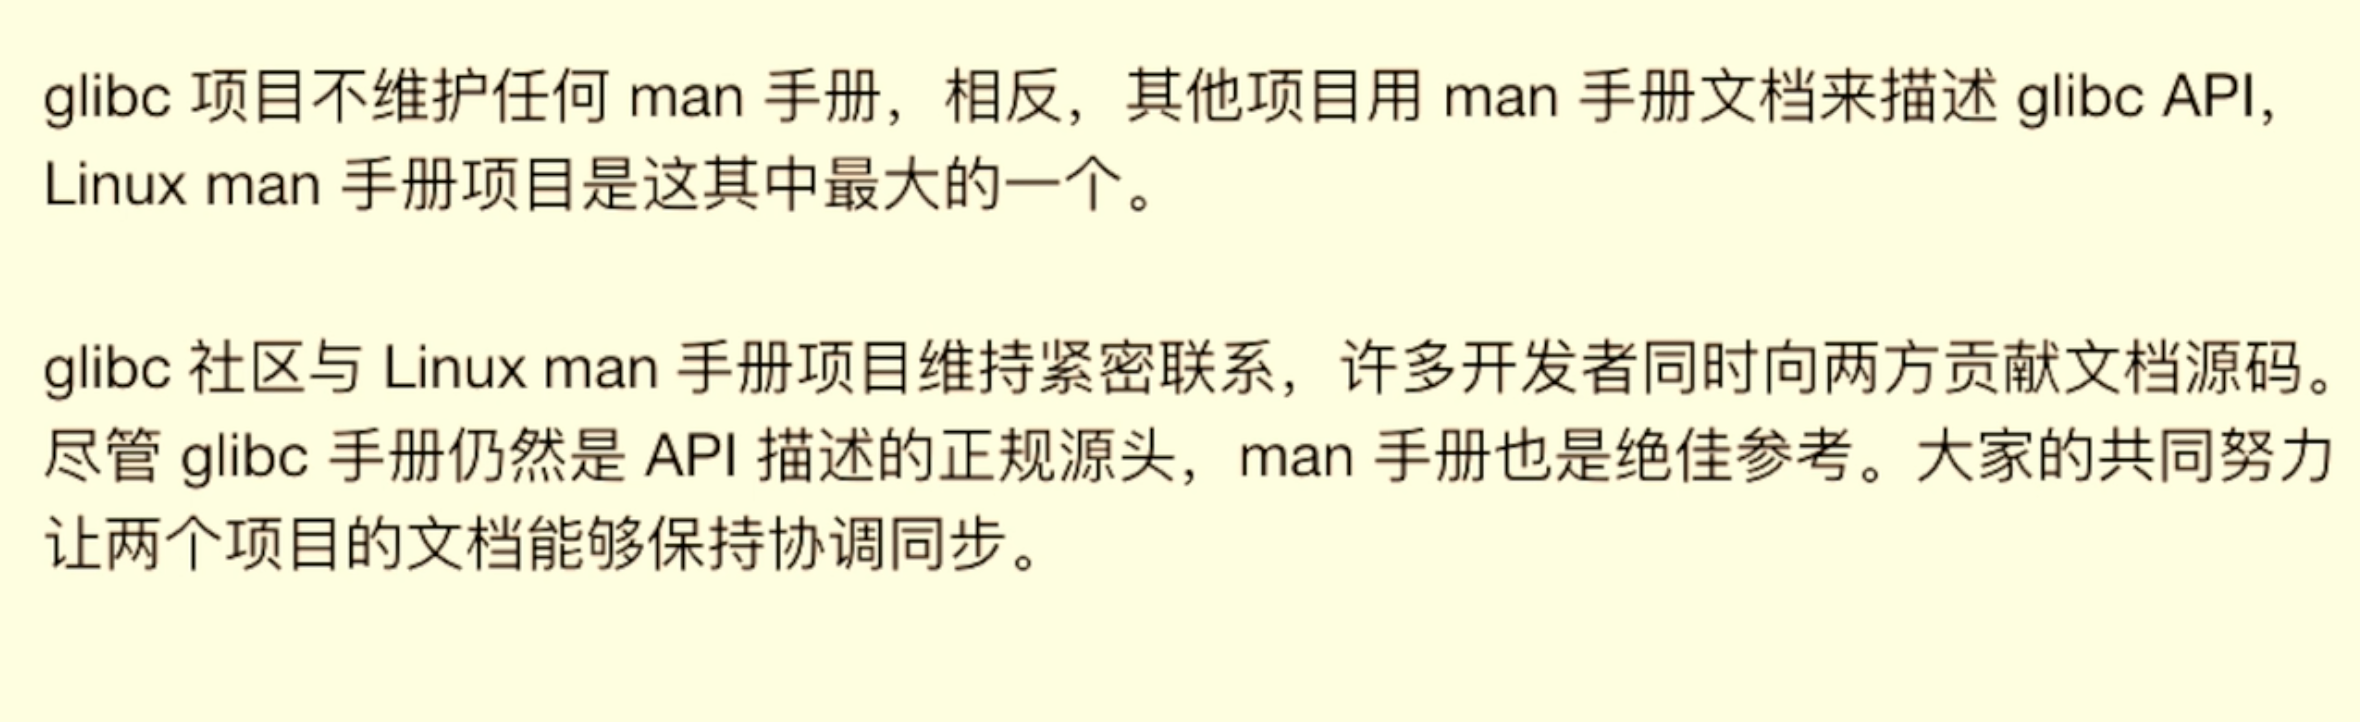 glibc 项目不维护任何 man 手册，相反，其他项目用 man 手册文档来描述 glibc API，
Linux man 手册项目是这其中最大的一个。
glibc 社区与 Linux man 手册项目维持紧密联系，许多开发者同时向两方贡献文档源码。
尽管 glibc 手册仍然是 API 描述的正规源头，man 手册也是绝佳参考。大家的共同努力
让两个项目的文档能够保持协调同步。